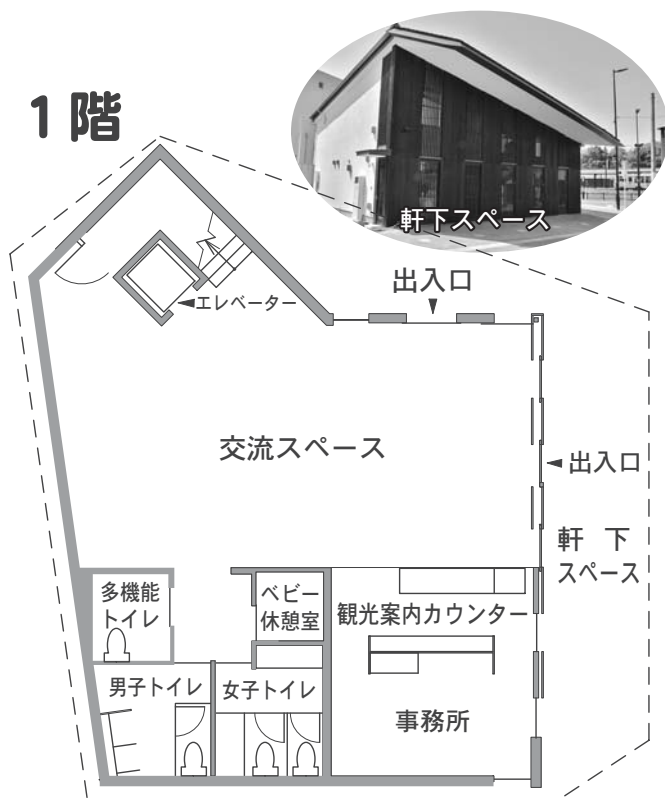 1階
軒下スペース
出入口
エレベーター
交流スペース
出入口
軒下
スペース
多機能
トイレ
ベビー
休憩室
観光案内カウンター
男子トイレ
女子トイレ
事務所